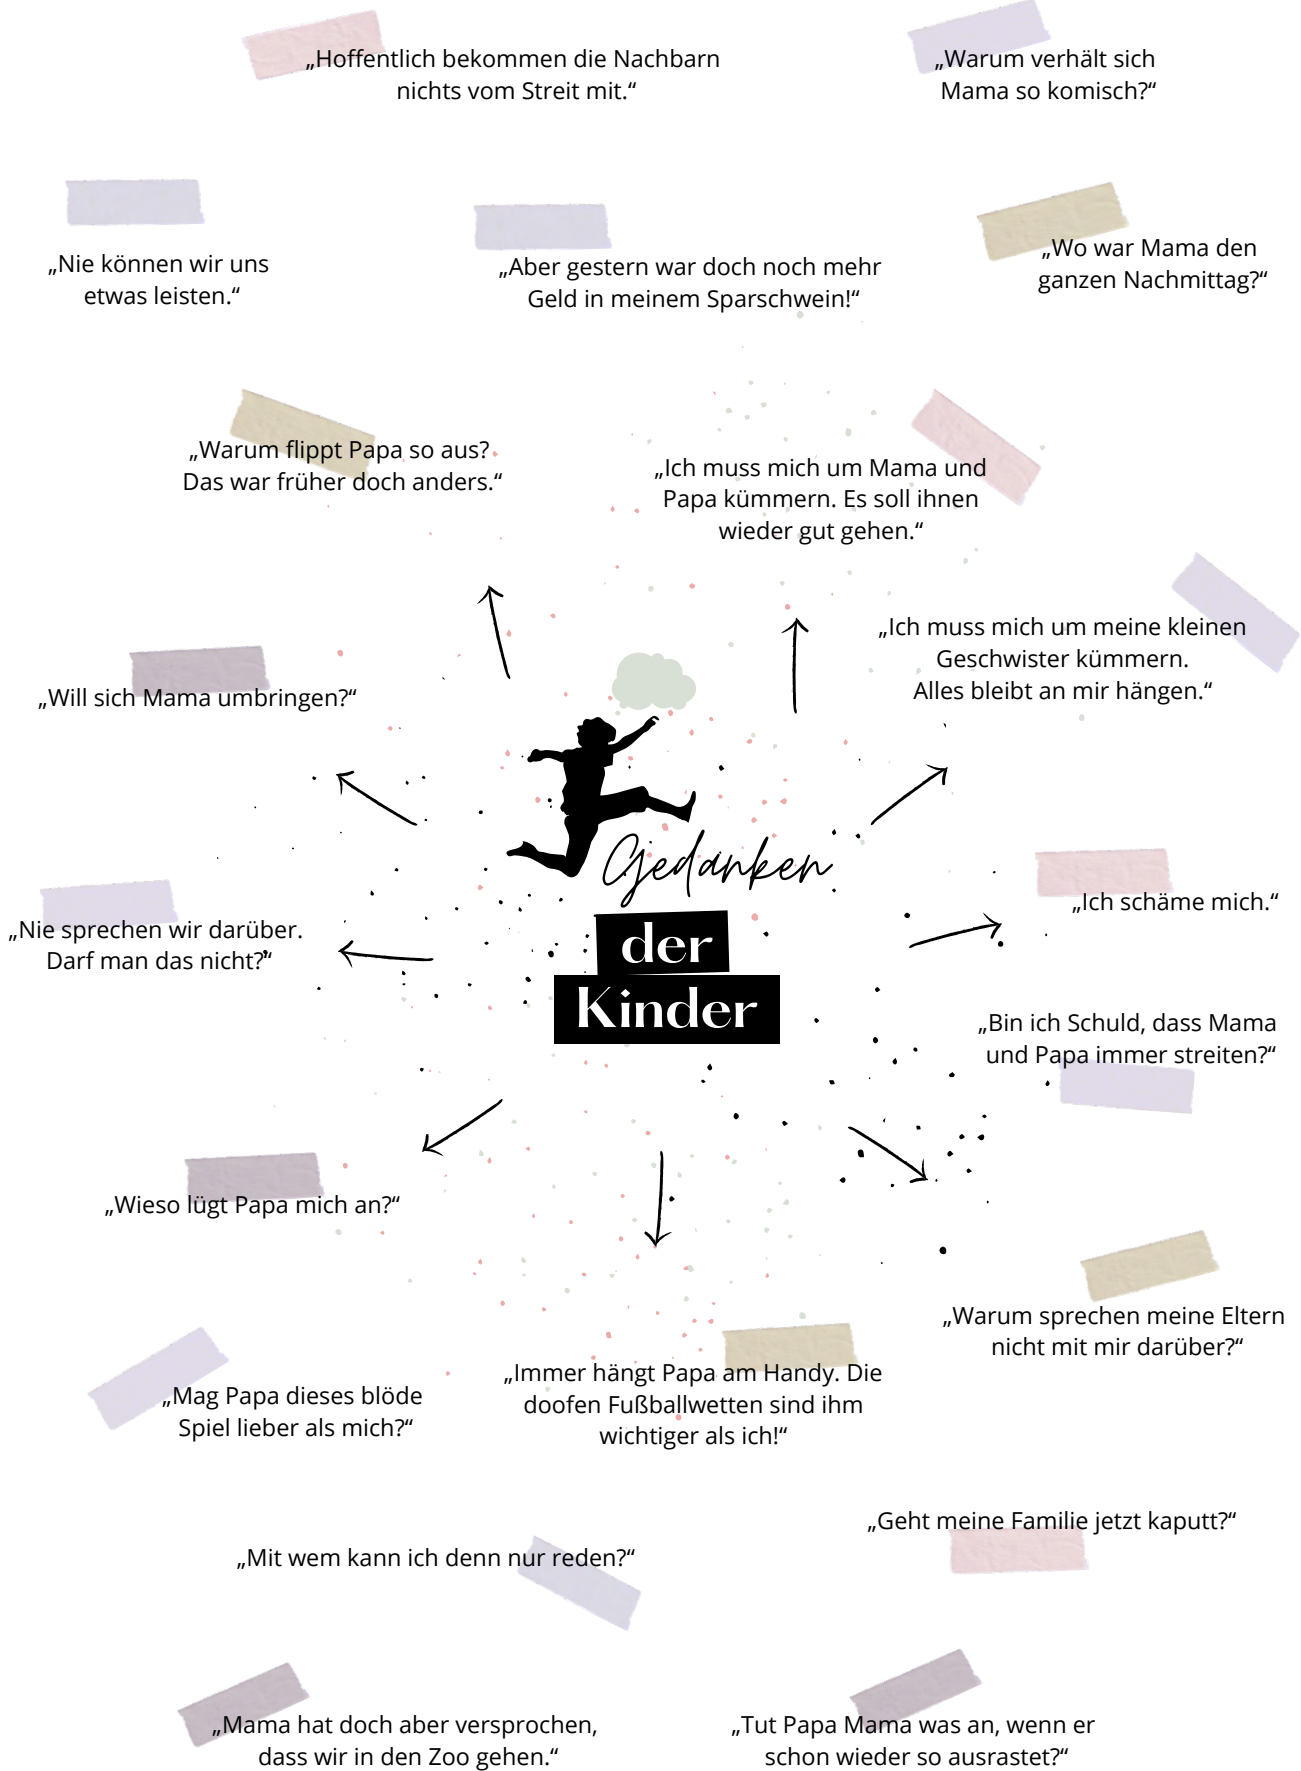 „Hoffentlich bekommen die Nachbarn
nichts vom Streit mit.“
„Warum verhält sich
Mama so komisch?“
„Nie können wir uns
etwas leisten.“
„Aber gestern war doch noch mehr
Geld in meinem Sparschwein!“
„Wo war Mama den
ganzen Nachmittag?“
„Warum flippt Papa so aus?
Das war früher doch anders.“
„Ich muss mich um Mama und
Papa kümmern. Es soll ihnen
wieder gut gehen.“
„Ich muss mich um meine kleinen
Geschwister kümmern.
Alles bleibt an mir hängen.“
„Will sich Mama umbringen?“
Gedanken
der
Kinder
„Ich schäme mich.“
„Nie sprechen wir darüber.
Darf man das nicht?“
„Bin ich Schuld, dass Mama
und Papa immer streiten?“
„Wieso lügt Papa mich an?“
„Warum sprechen meine Eltern
nicht mit mir darüber?“
„Mag Papa dieses blöde
Spiel lieber als mich?“
„Immer hängt Papa am Handy. Die
doofen Fußballwetten sind ihm
wichtiger als ich!“
„Geht meine Familie jetzt kaputt?“
„Mit wem kann ich denn nur reden?“
„Mama hat doch aber versprochen,
dass wir in den Zoo gehen.“
„Tut Papa Mama was an, wenn er
schon wieder so ausrastet?“